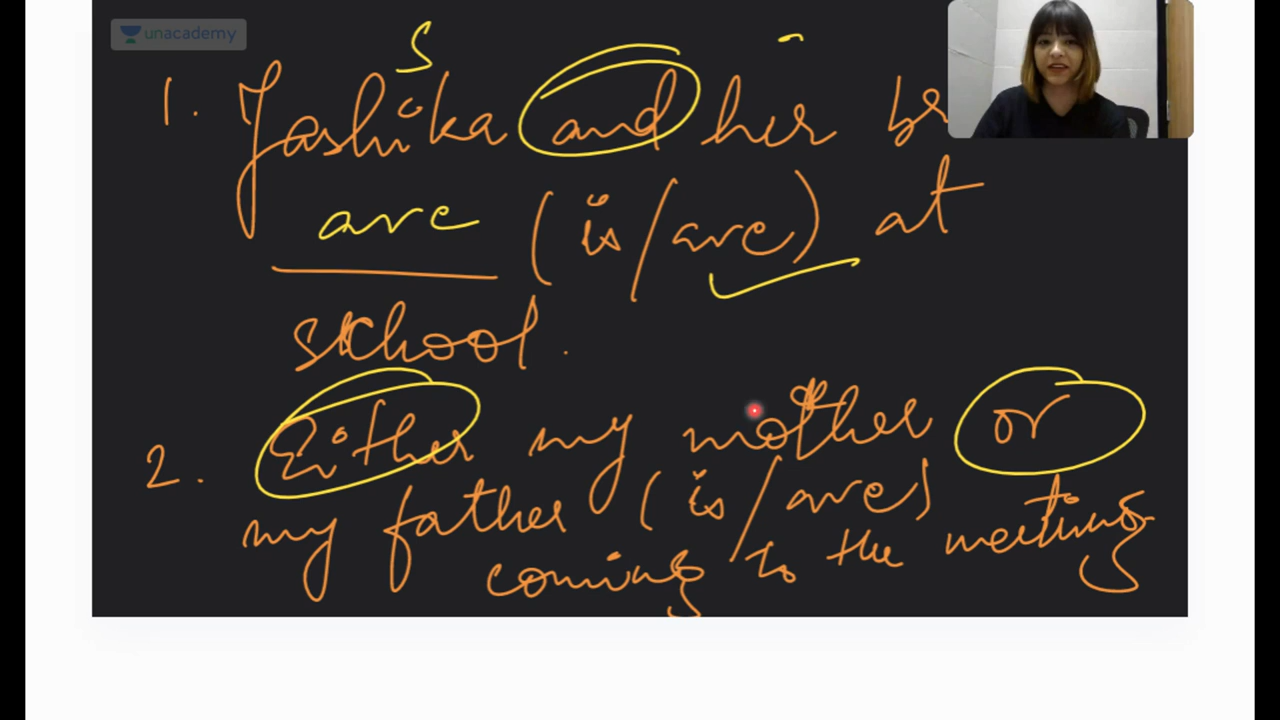 unacademy
S
1. Yashika and her br
are (is/are) at
school.
2. Either my mother or
my father (is/are)
coming to the meeting